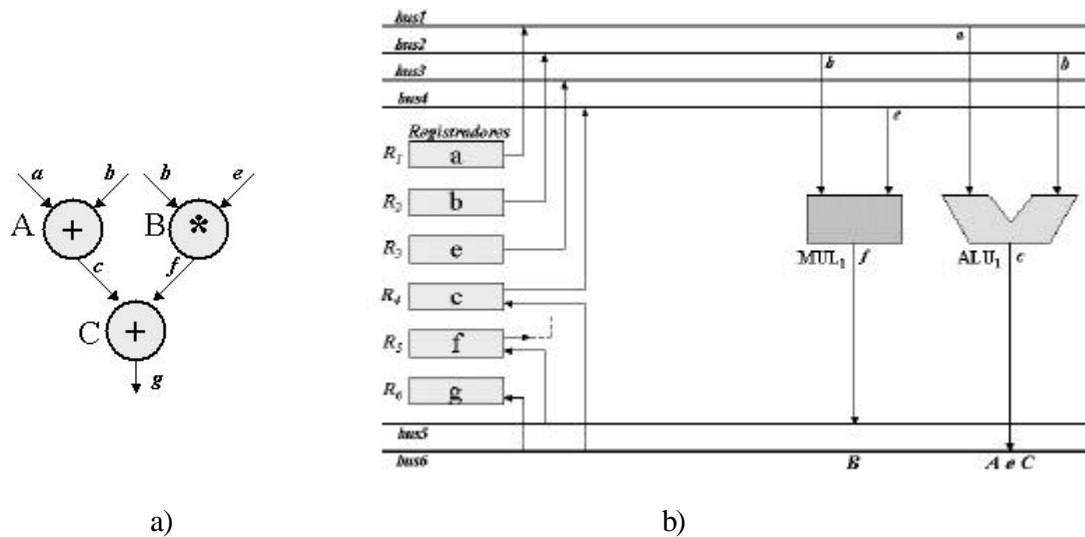 bus1
a
bus2
b b
bus3
bus4
e
Registradores
R1 a
R2 b
R3 e
R4 c
R5 f
R6 g
MUL1 f ALU1 c
bus5
bus6
B A e C
a b b e
A + B *
c f
C +
g
a) b)